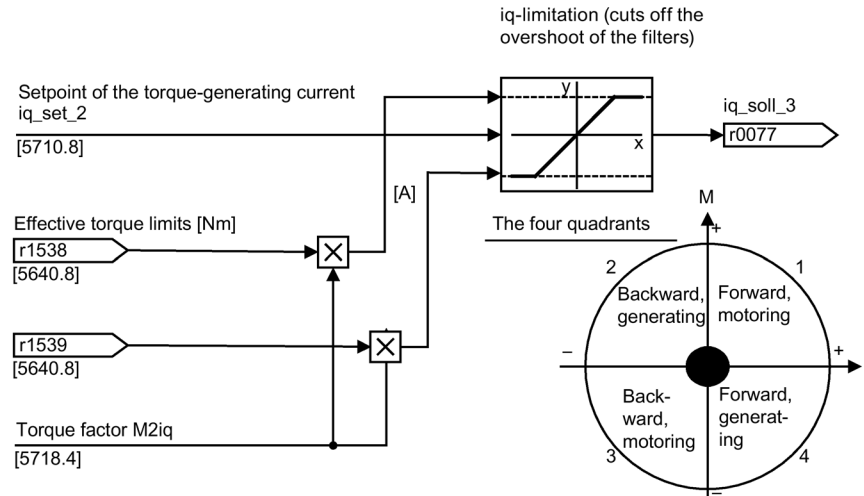 iq-limitation (cuts off the
overshoot of the filters)
Setpoint of the torque-generating current
iq_set_2
[5710.8]
y
x
iq_soll_3
r0077
[A]
Effective torque limits [Nm]
r1538
[5640.8]
r1539
[5640.8]
Torque factor M2iq
[5718.4]
The four quadrants
M
+
2
1
Backward,
generating
Forward,
motoring
–
+
Back-
ward,
motoring
Forward,
generat-
ing
3
4
–